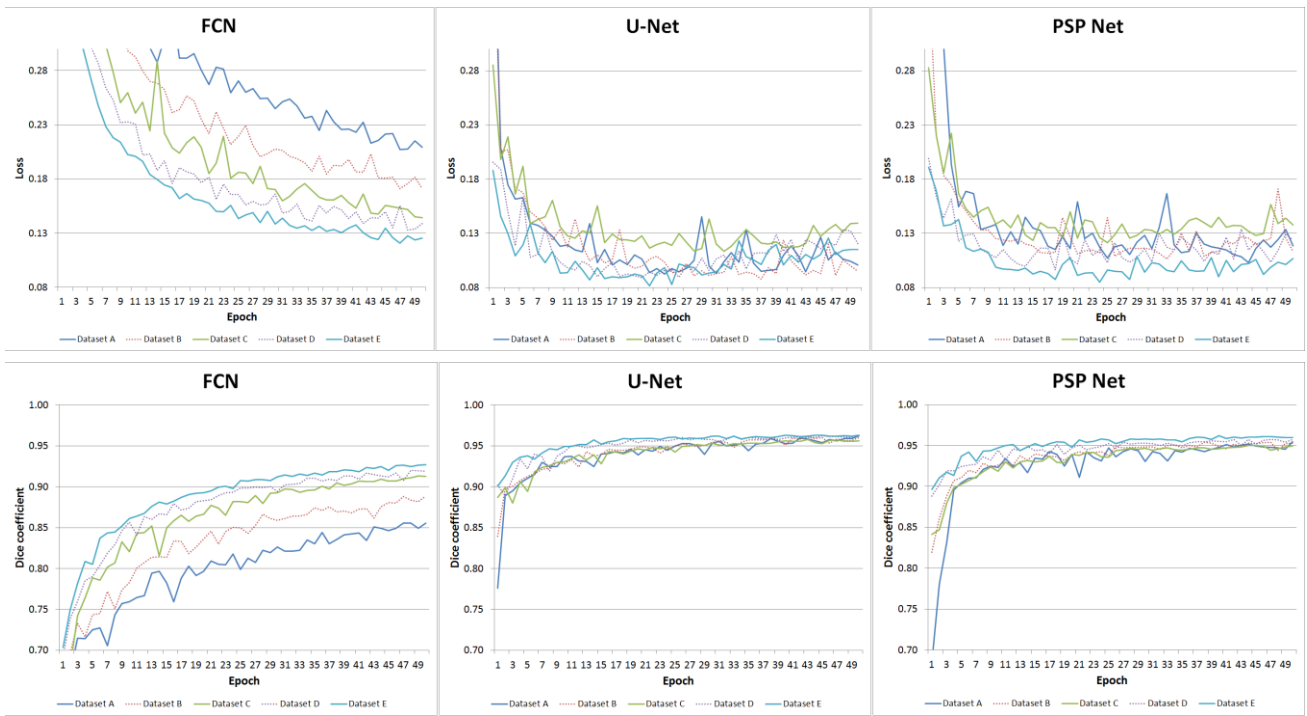 FCN
U-Net
PSP Net
0.28
0.23
0.18
0.13
0.08
Loss
1 3 5 7 9 11 13 15 17 19 21 23 25 27 29 31 33 35 37 39 41 43 45 47 49
Epoch
Dataset A Dataset B Dataset C Dataset D Dataset E
0.28
0.23
0.18
0.13
0.08
Loss
1 3 5 7 9 11 13 15 17 19 21 23 25 27 29 31 33 35 37 39 41 43 45 47 49
Epoch
Dataset A Dataset B Dataset C Dataset D Dataset E
0.28
0.23
0.18
0.13
0.08
Loss
1 3 5 7 9 11 13 15 17 19 21 23 25 27 29 31 33 35 37 39 41 43 45 47 49
Epoch
Dataset A Dataset B Dataset C Dataset D Dataset E
FCN
U-Net
PSP Net
1.00
0.95
0.90
0.85
0.80
0.75
0.70
Dice coefficient
1 3 5 7 9 11 13 15 17 19 21 23 25 27 29 31 33 35 37 39 41 43 45 47 49
Epoch
Dataset A Dataset B Dataset C Dataset D Dataset E
1.00
0.95
0.90
0.85
0.80
0.75
0.70
Dice coefficient
1 3 5 7 9 11 13 15 17 19 21 23 25 27 29 31 33 35 37 39 41 43 45 47 49
Epoch
Dataset A Dataset B Dataset C Dataset D Dataset E
1.00
0.95
0.90
0.85
0.80
0.75
0.70
Dice coefficient
1 3 5 7 9 11 13 15 17 19 21 23 25 27 29 31 33 35 37 39 41 43 45 47 49
Epoch
Dataset A Dataset B Dataset C Dataset D Dataset E